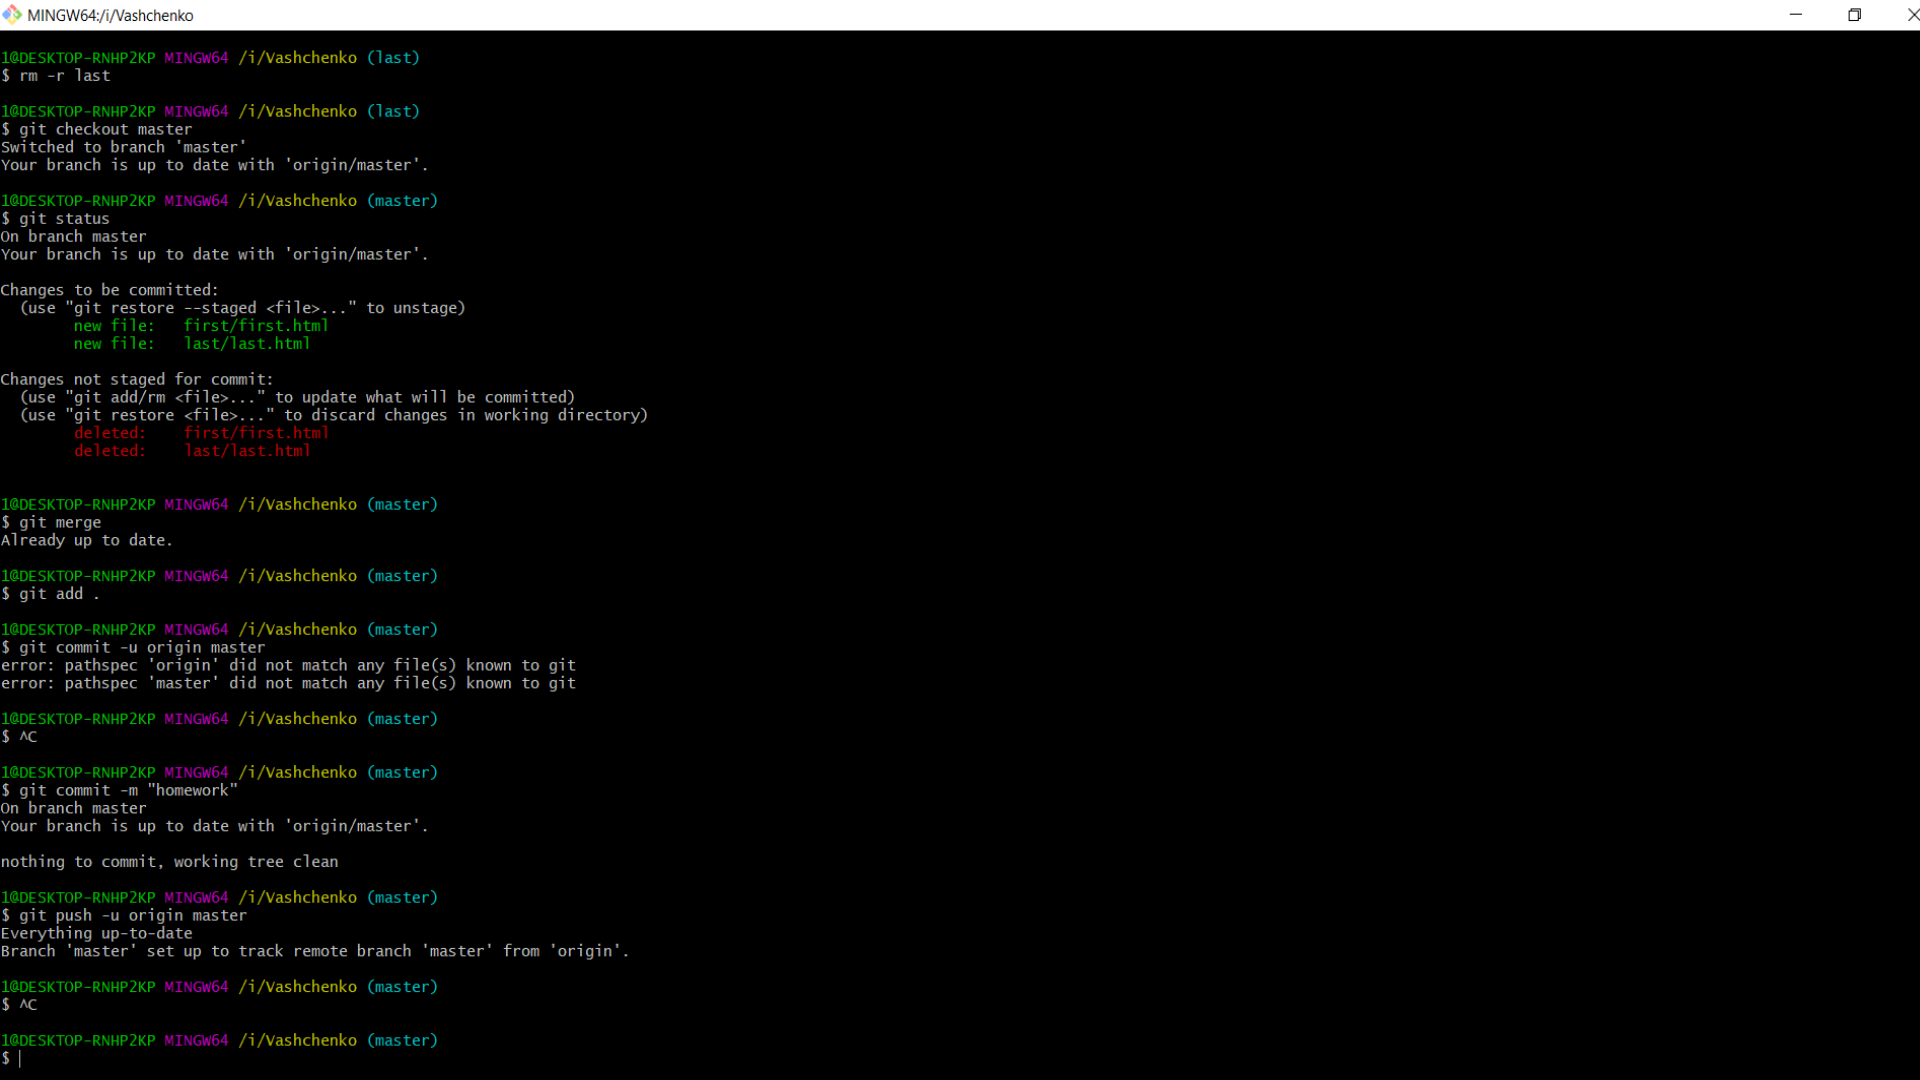 MINGW64:/i/Vashchenko
1@DESKTOP-RNHP2KP MINGW64 /i/Vashchenko (last)
$ rm -r last
1@DESKTOP-RNHP2KP MINGW64 /i/Vashchenko (last)
$ git checkout master
Switched to branch 'master'
Your branch is up to date with 'origin/master'.
1@DESKTOP-RNHP2KP MINGW64 /i/Vashchenko (master)
$ git status
On branch master
Your branch is up to date with 'origin/master'.
Changes to be committed:
  (use "git restore --staged <file>..." to unstage)
        new file:   first/first.html
        new file:   last/last.html
Changes not staged for commit:
  (use "git add/rm <file>..." to update what will be committed)
  (use "git restore <file>..." to discard changes in working directory)
        deleted:    first/first.html
        deleted:    last/last.html
1@DESKTOP-RNHP2KP MINGW64 /i/Vashchenko (master)
$ git merge
Already up to date.
1@DESKTOP-RNHP2KP MINGW64 /i/Vashchenko (master)
$ git add .
1@DESKTOP-RNHP2KP MINGW64 /i/Vashchenko (master)
$ git commit -u origin master
error: pathspec 'origin' did not match any file(s) known to git
error: pathspec 'master' did not match any file(s) known to git
1@DESKTOP-RNHP2KP MINGW64 /i/Vashchenko (master)
$ ^C
1@DESKTOP-RNHP2KP MINGW64 /i/Vashchenko (master)
$ git commit -m "homework"
On branch master
Your branch is up to date with 'origin/master'.
nothing to commit, working tree clean
1@DESKTOP-RNHP2KP MINGW64 /i/Vashchenko (master)
$ git push -u origin master
Everything up-to-date
Branch 'master' set up to track remote branch 'master' from 'origin'.
1@DESKTOP-RNHP2KP MINGW64 /i/Vashchenko (master)
$ ^C
1@DESKTOP-RNHP2KP MINGW64 /i/Vashchenko (master)
$